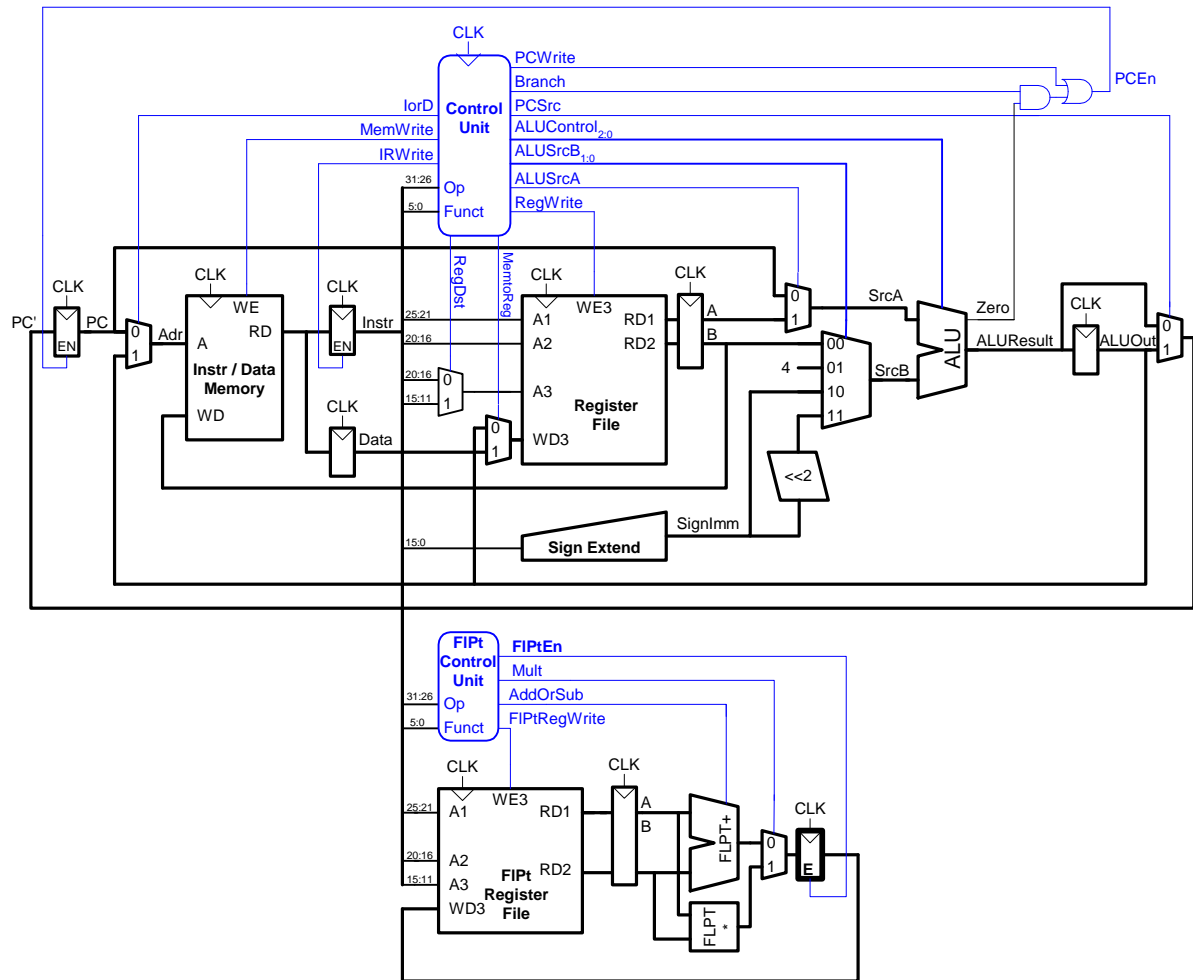 CLK
PCWrite
Branch
PCEn
IorD
Control
Unit
PCSrc
MemWrite
ALUControl2:0
IRWrite
ALUSrcB1:0
31:26
Op
ALUSrcA
5:0
Funct
RegWrite
RegDst
MemtoReg
CLK
CLK
CLK
CLK
CLK
PC'
PC
EN
0
1
Adr
WE
RD
A
Instr / Data
Memory
WD
EN
Instr
25:21
20:16
A1
A2
WE3
RD1
RD2
A
B
0
1
SrcA
Zero
CLK
0
1
ALUResult
ALUOut
ALU
00
4
01
10
11
SrcB
20:16
0
15:11
1
A3
Register
File
CLK
Data
0
1
WD3
<<2
SignImm
15:0
Sign Extend
FlPt
Control
Unit
FlPtEn
Mult
31:26
Op
AddOrSub
5:0
Funct
FlPtRegWrite
CLK
CLK
CLK
25:21
A1
WE3
RD1
A
B
FLPT+
0
1
E
20:16
A2
RD2
15:11
A3
FlPt
Register
File
WD3
FLPT
*